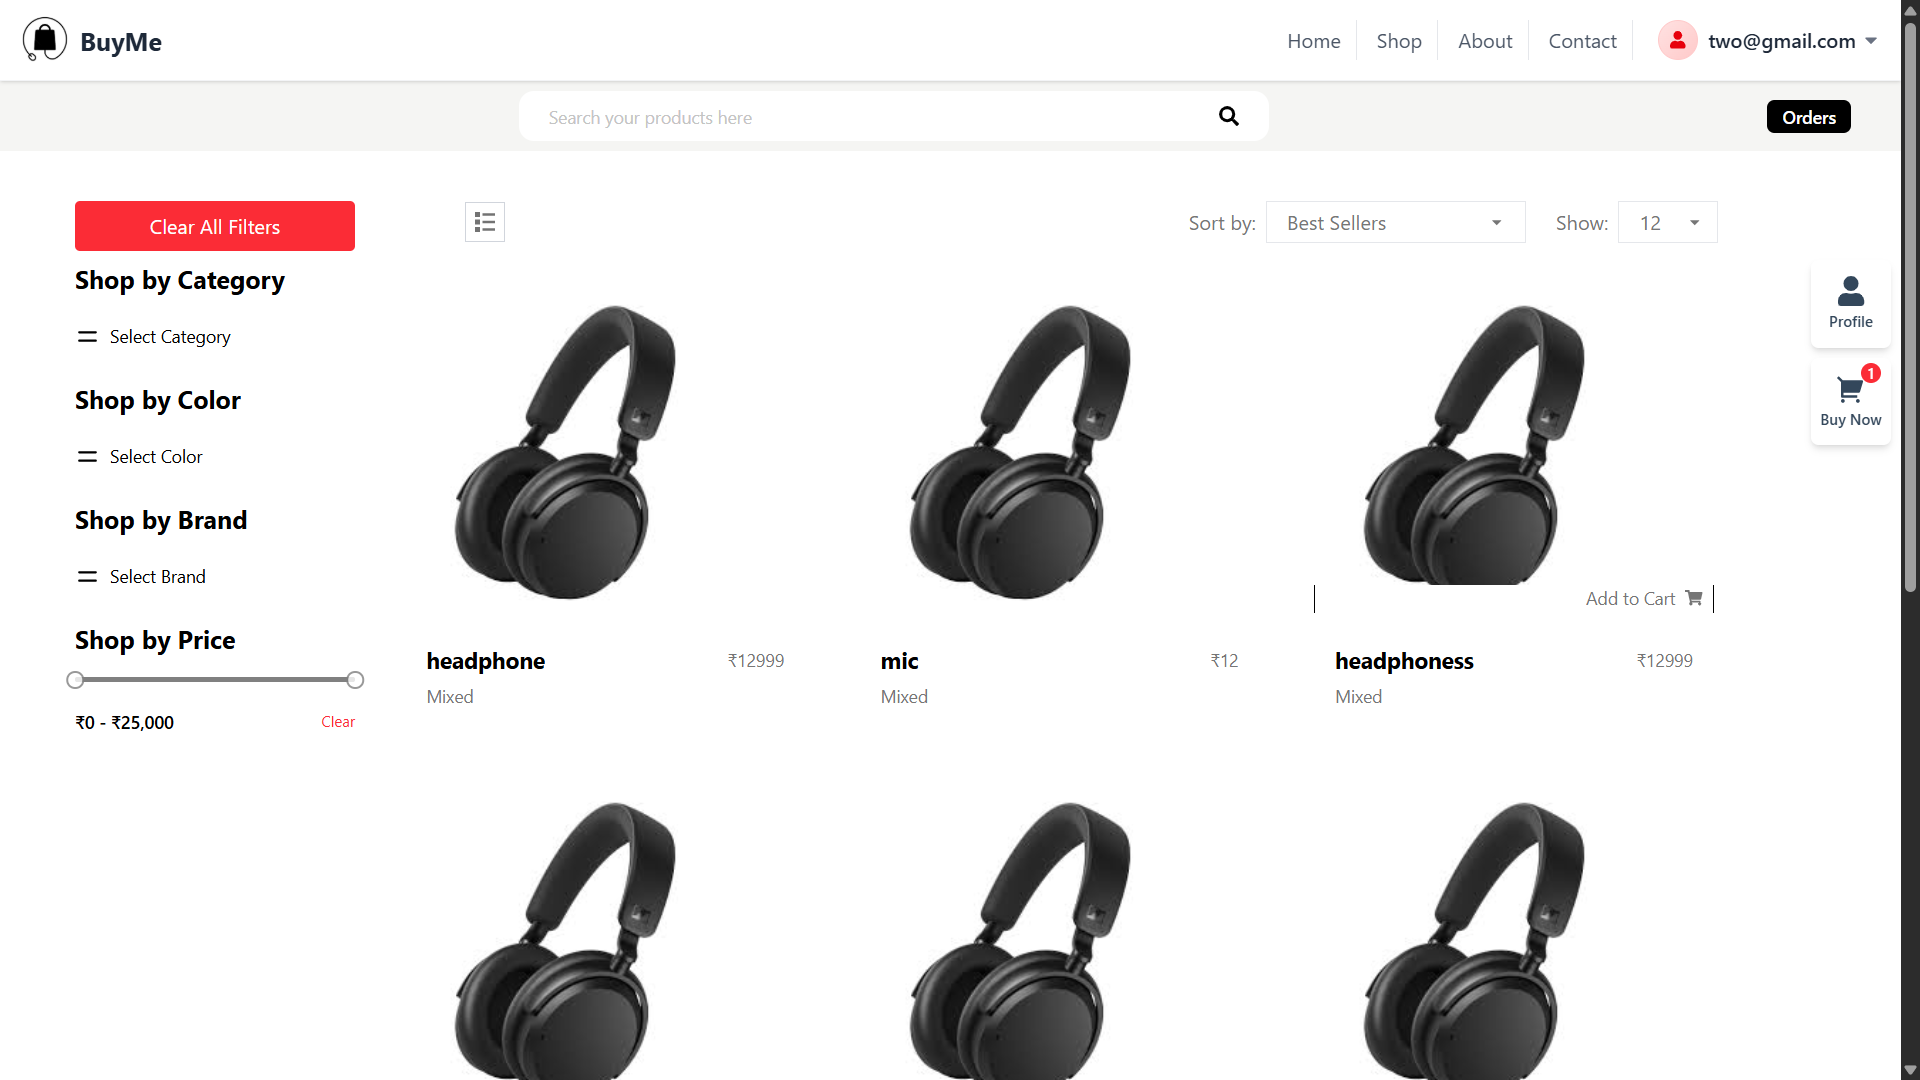 BuyMe
Home
Shop
About
Contact
two@gmail.com
Search your products here
Orders
Clear All Filters
Sort by:
Best Sellers
Show:
12
Shop by Category
Select Category
Shop by Color
Select Color
Shop by Brand
Select Brand
Shop by Price
₹0 - ₹25,000
Clear
Profile
1
Buy Now
Add to Cart
headphone
₹12999
Mixed
mic
₹12
Mixed
headphoness
₹12999
Mixed